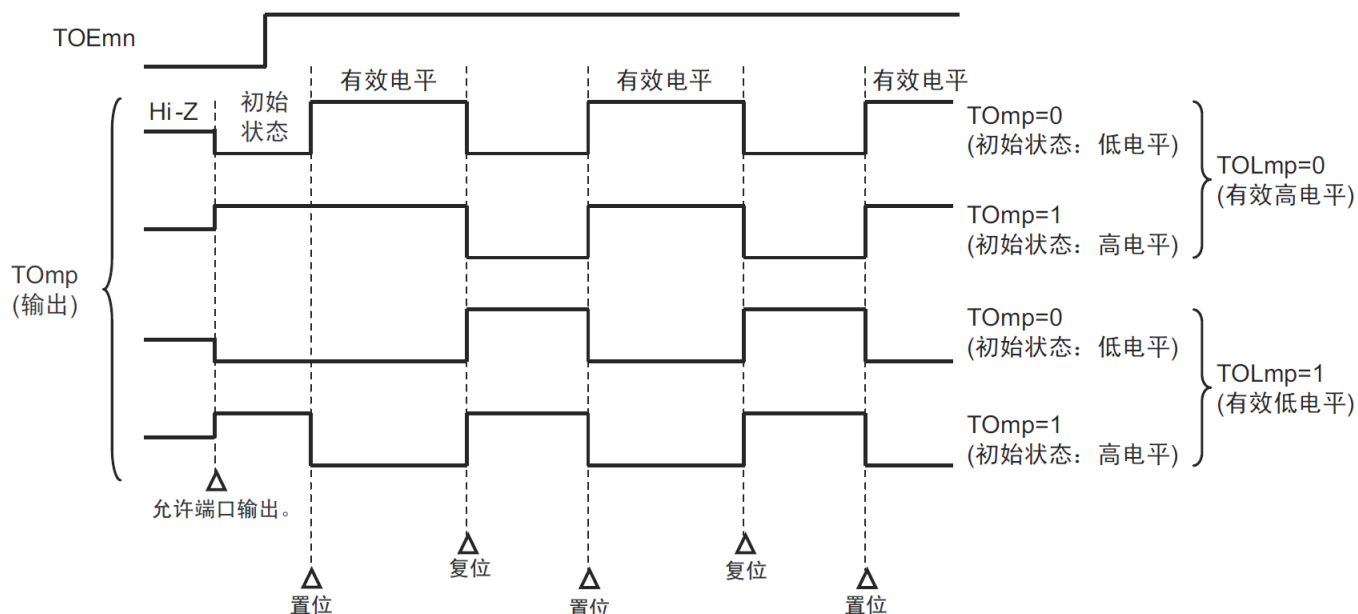 TOEmn
有效电平
有效电平
有效电平
Hi-Z
初始
状态
TOmp=0
(初始状态：低电平)
TOLmp=0
(有效高电平)
TOmp=1
(初始状态：高电平)
TOmp
(输出)
TOmp=0
(初始状态：低电平)
TOLmp=1
(有效低电平)
TOmp=1
(初始状态：高电平)
允许端口输出。
复位
复位
置位
置位
置位